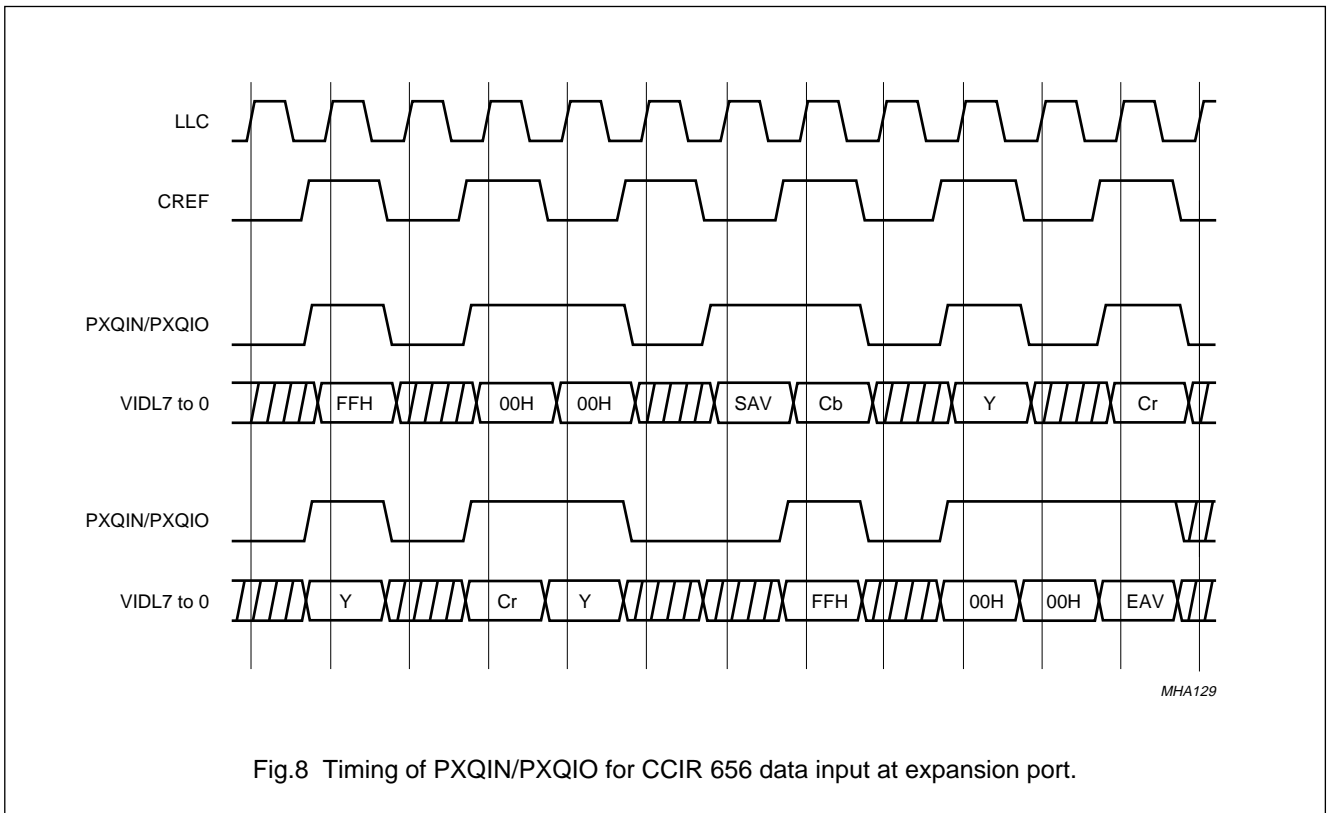 LLC
CREF
PXQIN/PXQIO
VIDL7 to 0 FFH 00H 00H SAV Cb Y Cr
PXQIN/PXQIO
VIDL7 to 0 Y Cr Y FFH 00H 00H EAV
MHA129
Fig.8 Timing of PXQIN/PXQIO for CCIR 656 data input at expansion port.